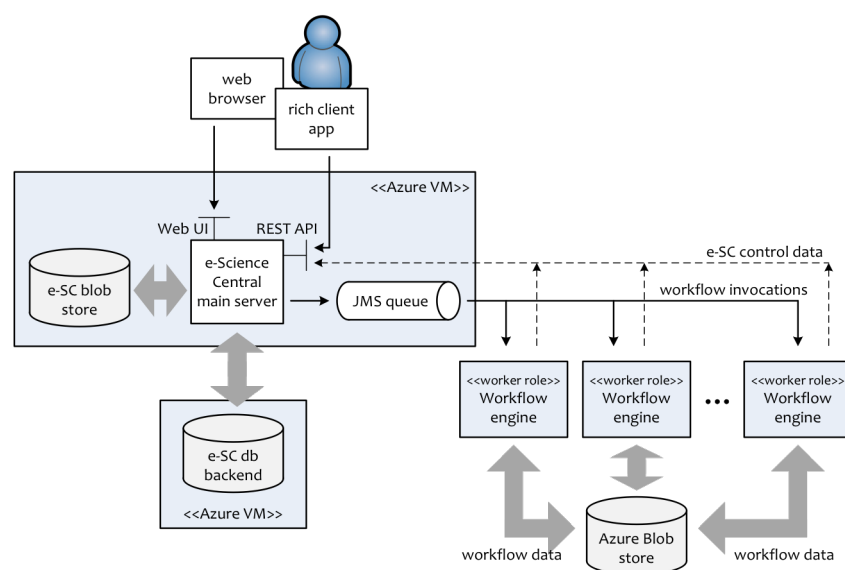 web
browser
rich client
app
<<Azure VM>>
Web UI
REST API
e-SC blob
store
e-Science
Central
main server
JMS queue
e-SC control data
workflow invocations
<<worker role>>
Workflow
engine
<<worker role>>
Workflow
engine
...
<<worker role>>
Workflow
engine
e-SC db
backend
<<Azure VM>>
Azure Blob
store
workflow data
workflow data